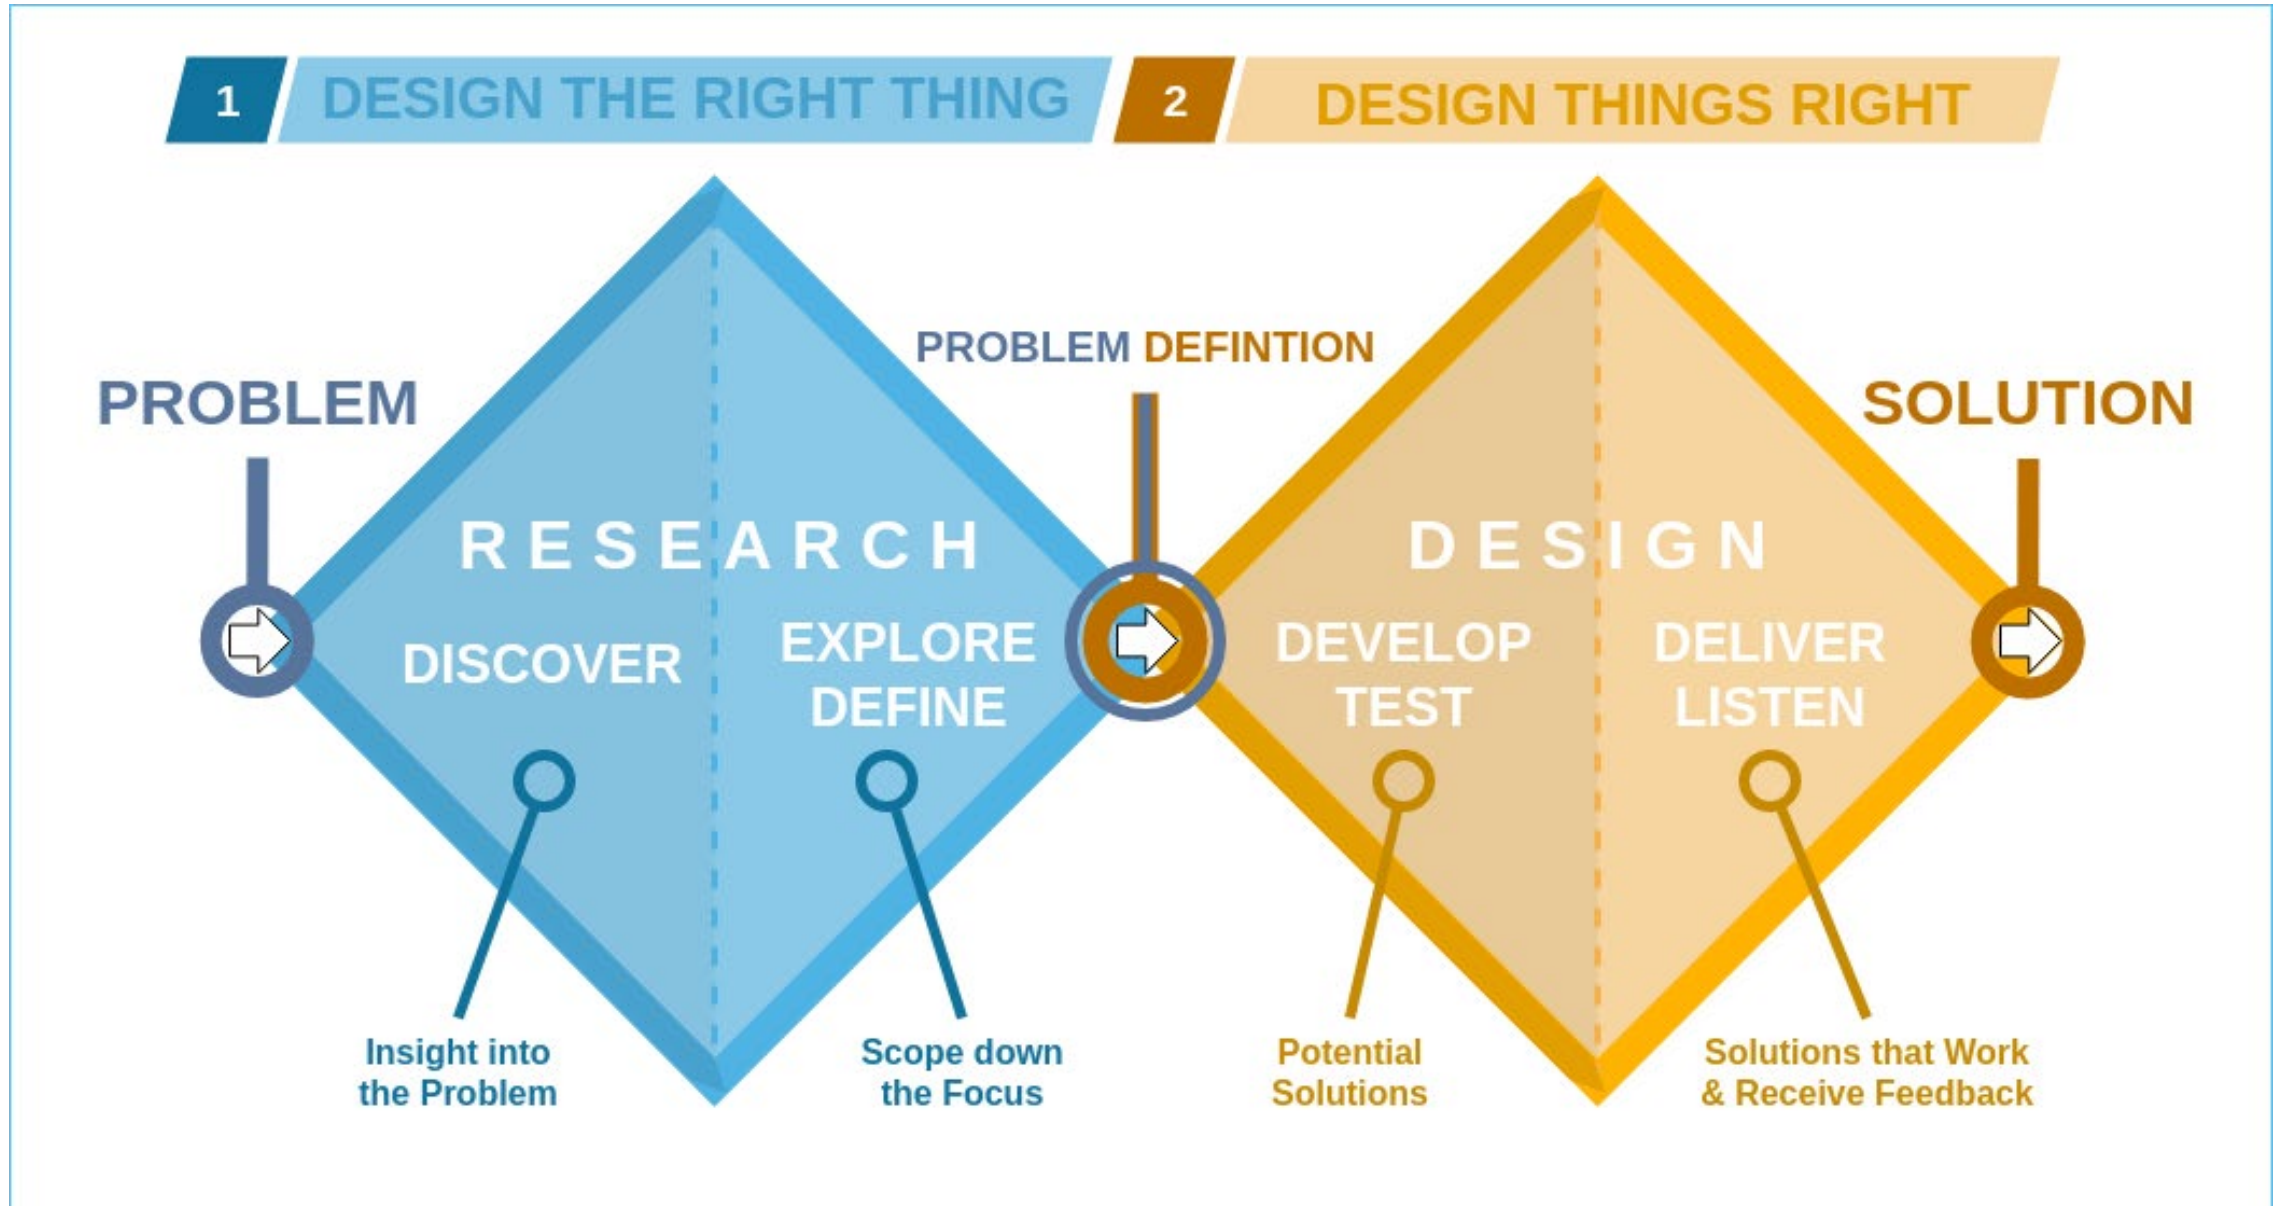 1 DESIGN THE RIGHT THING 2 DESIGN THINGS RIGHT
PROBLEM
PROBLEM DEFINTION
SOLUTION
RESEARCH
DISCOVER
EXPLORE
DEFINE
DESIGN
DEVELOP
TEST
DELIVER
LISTEN
Insight into
the Problem
Scope down
the Focus
Potential
Solutions
Solutions that Work
& Receive Feedback